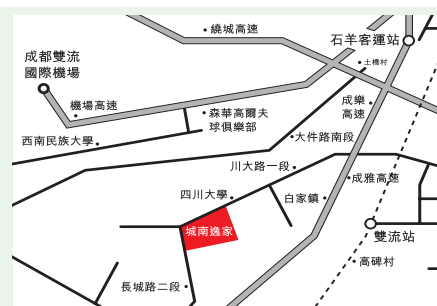 繞城高速
石羊客運站
成都雙流
國際機場
土橋村
機場高速
成樂
高速
森華高爾夫
球俱樂部
大件路南段
西南民族大學
川大路一段
成雅高速
四川大學
白家鎮
城南逸家
雙流站
高碑村
長城路二段